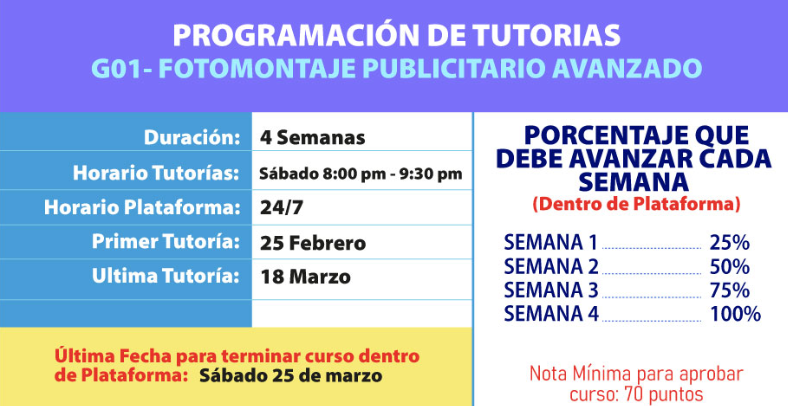 PROGRAMACIÓN DE TUTORIAS
G01- FOTOMONTAJE PUBLICITARIO AVANZADO
Duración: 4 Semanas
Horario Tutorías: Sábado 8:00 pm - 9:30 pm
Horario Plataforma: 24/7
Primer Tutoría: 25 Febrero
Ultima Tutoría: 18 Marzo
Última Fecha para terminar curso dentro
de Plataforma: Sábado 25 de marzo
PORCENTAJE QUE
DEBE AVANZAR CADA
SEMANA
(Dentro de Plataforma)
SEMANA 1 25%
SEMANA 2 50%
SEMANA 3 75%
SEMANA 4 100%
Nota Mínima para aprobar
curso: 70 puntos